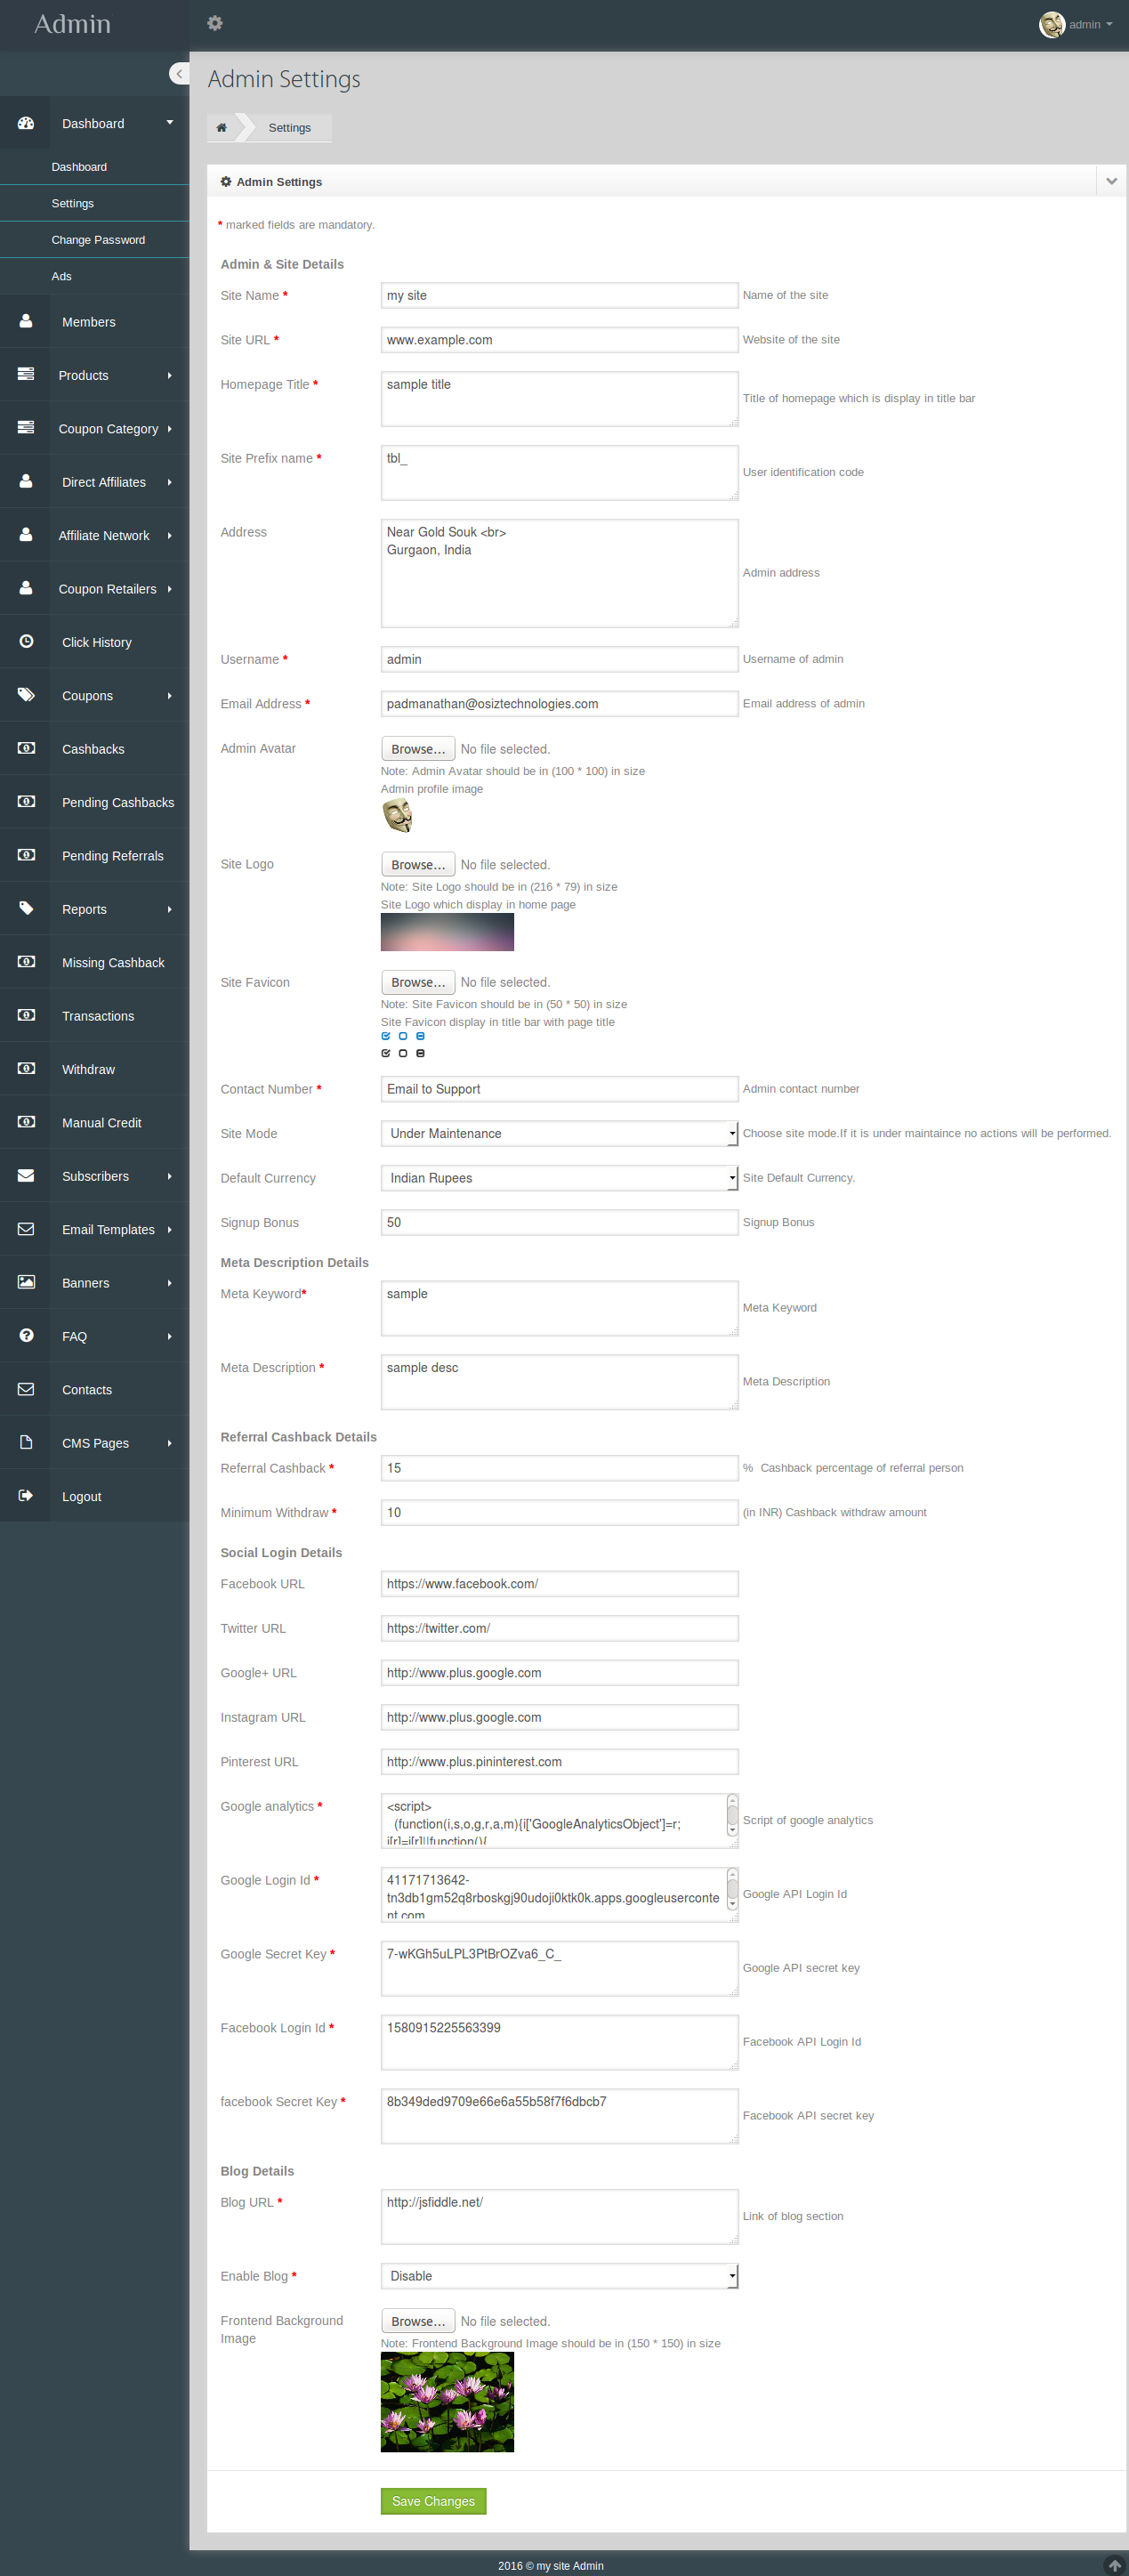 Admin
admin
Admin Settings
Settings
Dashboard
Dashboard
Settings
Change Password
Ads
Members
Products
Coupon Category
Direct Affiliates
Affiliate Network
Coupon Retailers
Click History
Coupons
Cashbacks
Pending Cashbacks
Pending Referrals
Reports
Missing Cashback
Transactions
Withdraw
Manual Credit
Subscribers
Email Templates
Banners
FAQ
Contacts
CMS Pages
Logout
Admin Settings
* marked fields are mandatory.
Admin & Site Details
Site Name * my site Name of the site
Site URL * www.example.com Website of the site
Homepage Title * sample title Title of homepage which is display in title bar
Site Prefix name * tbl_ User identification code
Address Near Gold Souk <br>
Gurgaon, India
Admin address
Username * admin Username of admin
Email Address * padmanathan@osiztechnologies.com Email address of admin
Admin Avatar Browse... No file selected.
Note: Admin Avatar should be in (100 * 100) in size
Admin profile image
Site Logo Browse... No file selected.
Note: Site Logo should be in (216 * 79) in size
Site Logo which display in home page
Site Favicon Browse... No file selected.
Note: Site Favicon should be in (50 * 50) in size
Site Favicon display in title bar with page title
Contact Number * Email to Support Admin contact number
Site Mode Under Maintenance Choose site mode.If it is under maintaince no actions will be performed.
Default Currency Indian Rupees Site Default Currency.
Signup Bonus 50 Signup Bonus
Meta Description Details
Meta Keyword* sample Meta Keyword
Meta Description * sample desc Meta Description
Referral Cashback Details
Referral Cashback * 15 % Cashback percentage of referral person
Minimum Withdraw * 10 (in INR) Cashback withdraw amount
Social Login Details
Facebook URL https://www.facebook.com/
Twitter URL https://twitter.com/
Google+ URL http://www.plus.google.com
Instagram URL http://www.plus.google.com
Pinterest URL http://www.plus.pininterest.com
Google analytics * <script>
(function(i,s,o,g,r,a,m){i['GoogleAnalyticsObject']=r;
i[r]=i[r]||function(){
Script of google analytics
Google Login Id * 41171713642-
tn3db1gm52q8rboskgj90udoji0ktk0k.apps.googleuserconte
nt.com
Google API Login Id
Google Secret Key * 7-wKGh5uLPL3PtBrOZva6_C_ Google API secret key
Facebook Login Id * 1580915225563399 Facebook API Login Id
facebook Secret Key * 8b349ded9709e66e6a55b58f7f6dbcb7 Facebook API secret key
Blog Details
Blog URL * http://jsfiddle.net/ Link of blog section
Enable Blog * Disable
Frontend Background
Image
Browse... No file selected.
Note: Frontend Background Image should be in (150 * 150) in size
Save Changes
2016 © my site Admin